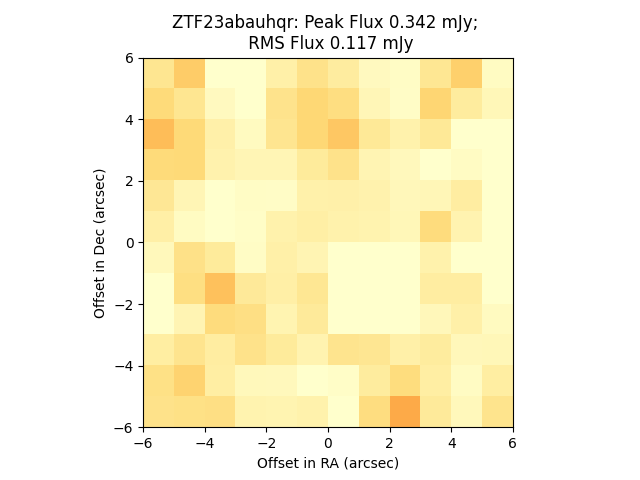 ZTF23abauhqr: Peak Flux 0.342 mJy;
RMS Flux 0.117 mJy
6
4
2
0
−2
−4
−6
Offset in Dec (arcsec)
−6 −4 −2 0 2 4 6
Offset in RA (arcsec)